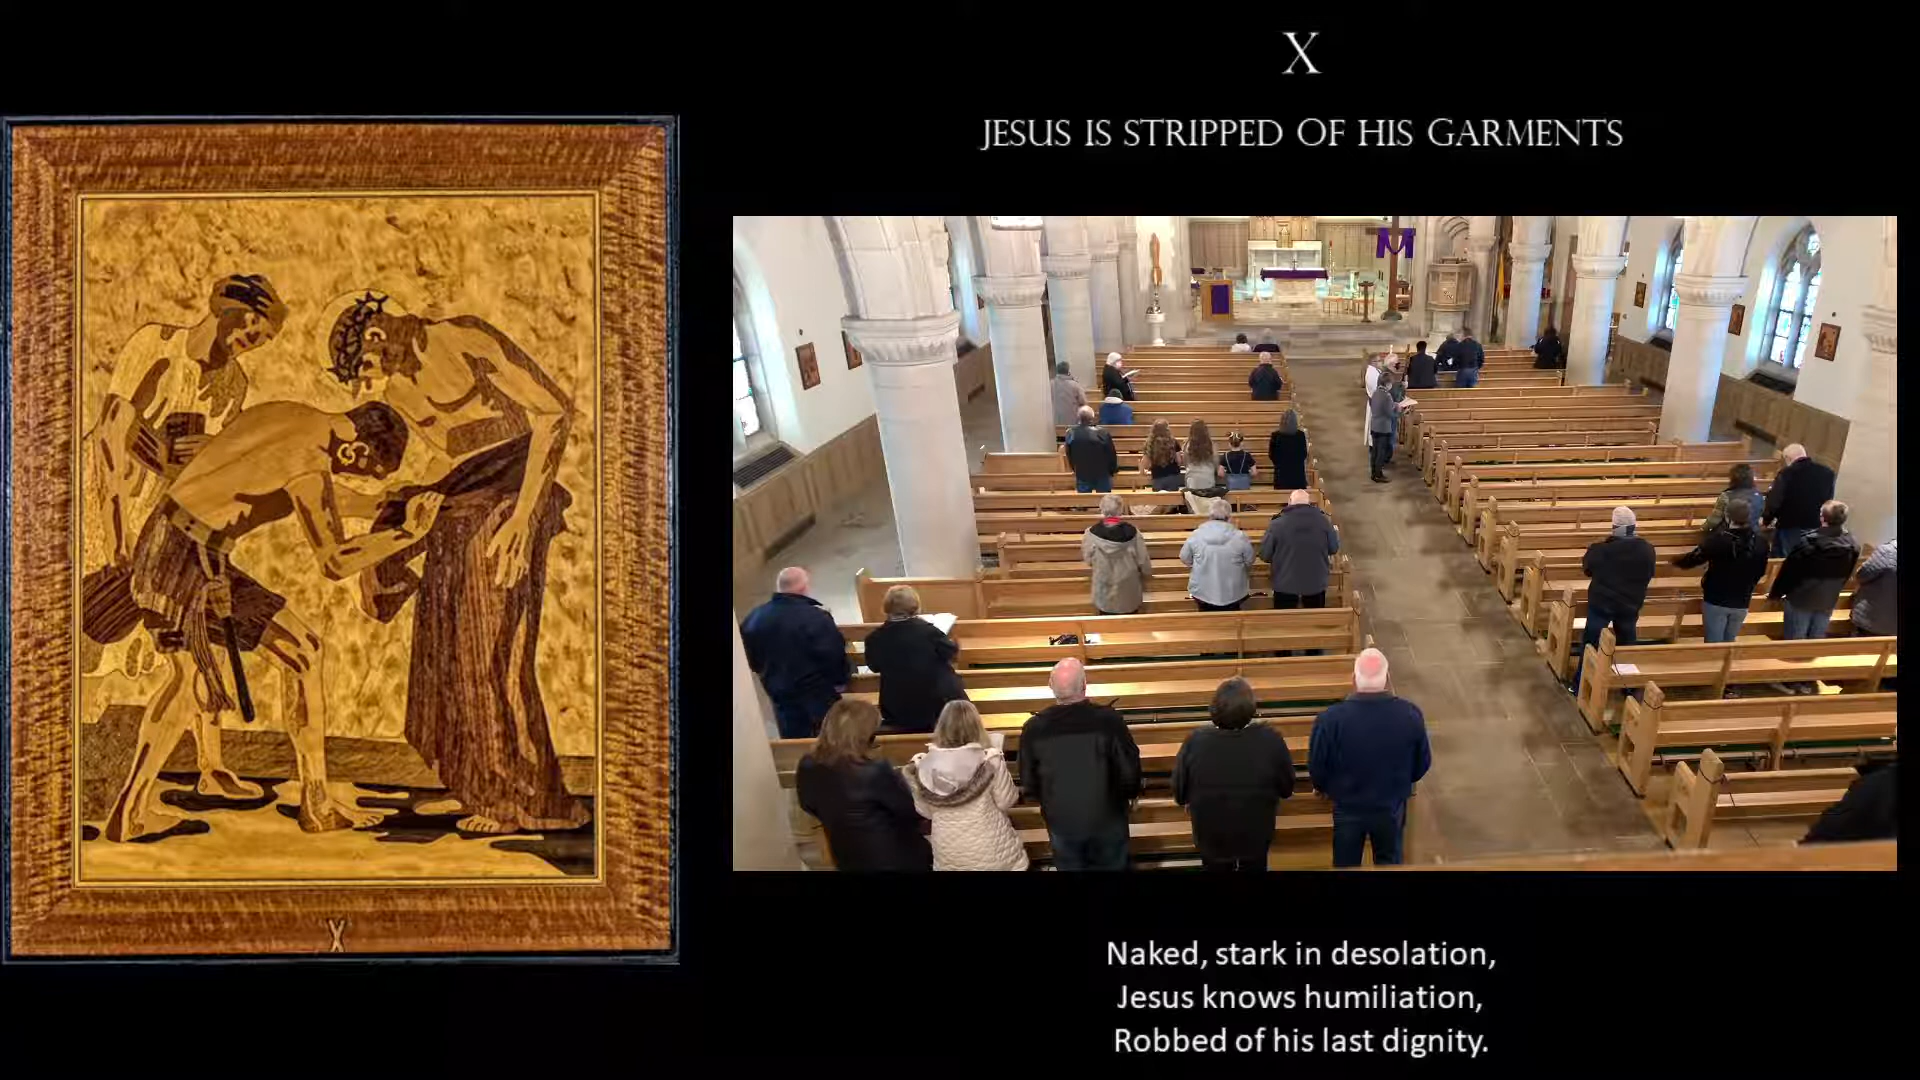 X
JESUS IS STRIPPED OF HIS GARMENTS
X
Naked, stark in desolation,
Jesus knows humiliation,
Robbed of his last dignity.